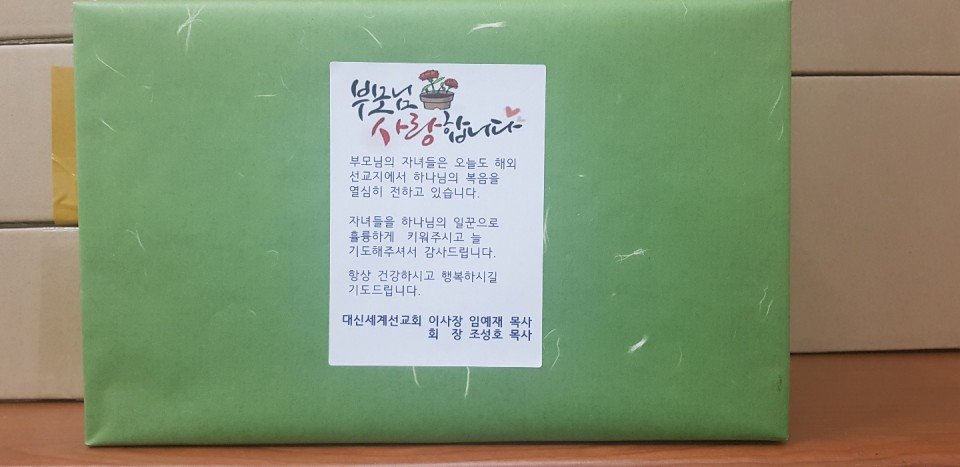 부모님
사랑합니다
부모님의 자녀들은 오늘도 해외
선교지에서 하나님의 복음을
열심히 전하고 있습니다.
자녀들을 하나님의 일꾼으로
훌륭하게 키워주시고 늘
기도해주셔서 감사드립니다.
항상 건강하시고 행복하시길
기도드립니다.
대신세계선교회 이사장 임예재 목사
회 장 조성호 목사